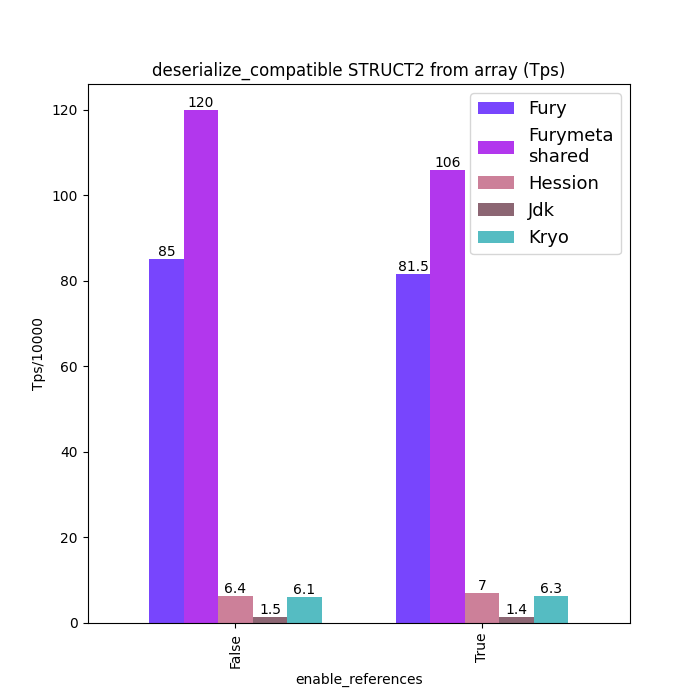 deserialize_compatible STRUCT2 from array (Tps)
Tps/10000
120
100
80
60
40
20
0
85
120
6.4
1.5
6.1
81.5
106
7
1.4
6.3
Fury
Furymeta
shared
Hession
Jdk
Kryo
False
True
enable_references